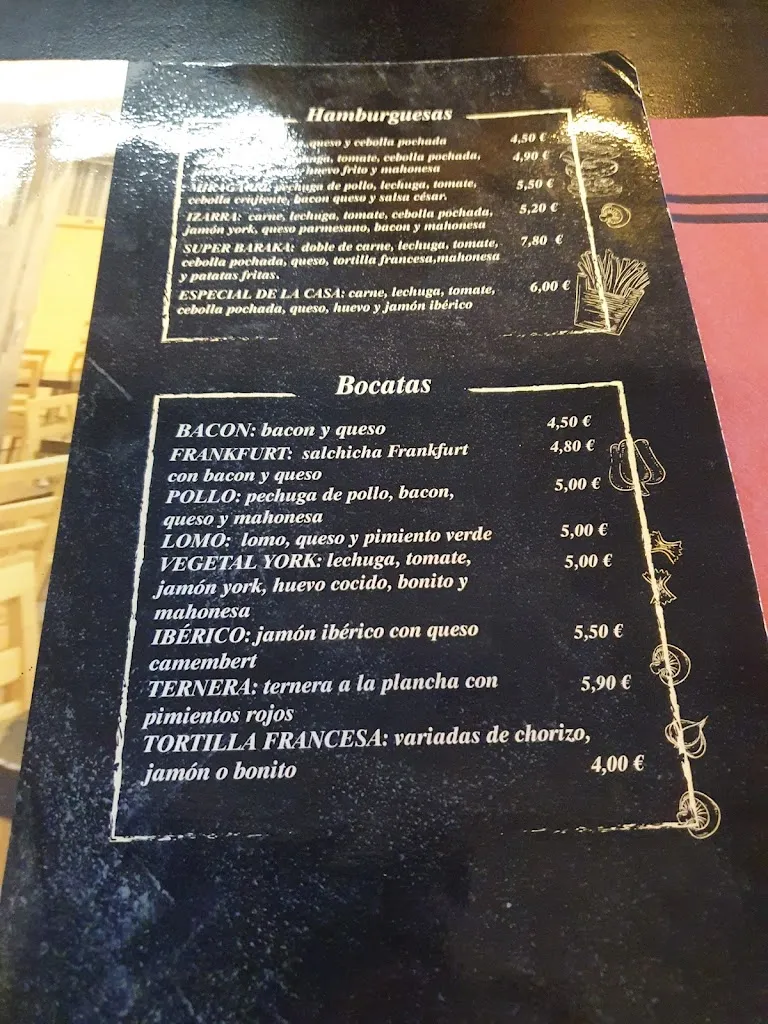 Hamburguesas
queso y cebolla pochada 4,50 €
tomate, cebolla pochada, 4,90 €
huevo frito y mahonesa
pechuga de pollo, lechuga, tomate, 5,50 €
cebolla crujiente, bacon queso y salsa césar.
IZARRA: carne, lechuga, tomate, cebolla pochada, 5,20 €
jamón york, queso parmesano, bacon y mahonesa
SUPER BARAKA: doble de carne, lechuga, tomate, 7,80 €
cebolla pochada, queso, tortilla francesa,mahonesa
y patatas fritas.
ESPECIAL DE LA CASA: carne, lechuga, tomate, 6,00 €
cebolla pochada, queso, huevo y jamón ibérico
Bocatas
BACON: bacon y queso 4,50 €
FRANKFURT: salchicha Frankfurt 4,80 €
con bacon y queso
POLLO: pechuga de pollo, bacon, 5,00 €
queso y mahonesa
LOMO: lomo, queso y pimiento verde 5,00 €
VEGETAL YORK: lechuga, tomate, 5,00 €
jamón york, huevo cocido, bonito y
mahonesa
IBÉRICO: jamón ibérico con queso 5,50 €
camembert
TERNERA: ternera a la plancha con 5,90 €
pimientos rojos
TORTILLA FRANCESA: variadas de chorizo,
jamón o bonito 4,00 €